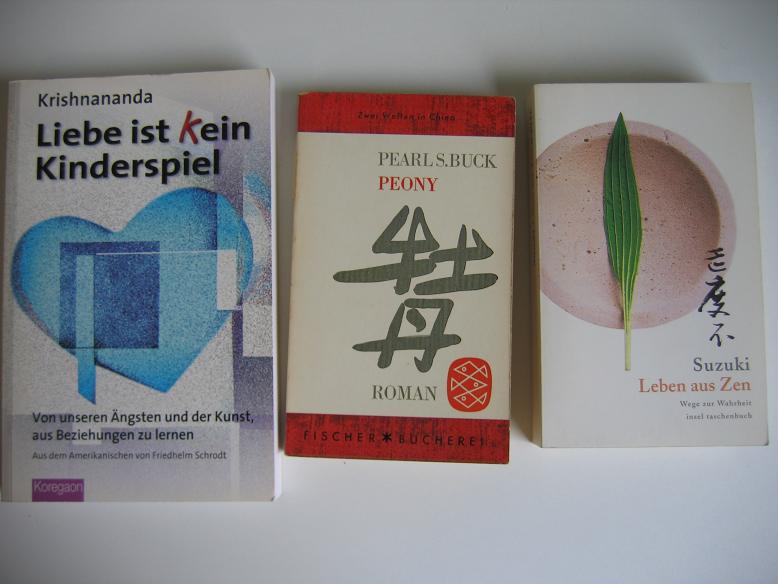 Krishnananda
Liebe ist Kein
Kinderspiel
Von unseren Ängsten und der Kunst,
aus Beziehungen zu lernen
Aus dem Amerikanischen von Friedhelm Schrodt
Koregaon
Zwei Welten in China
PEARL S. BUCK
PEONY
牡
丹
ROMAN
FISCHER * BÜCHEREI
Suzuki
Leben aus Zen
Wege zur Wahrheit
insel taschenbuch